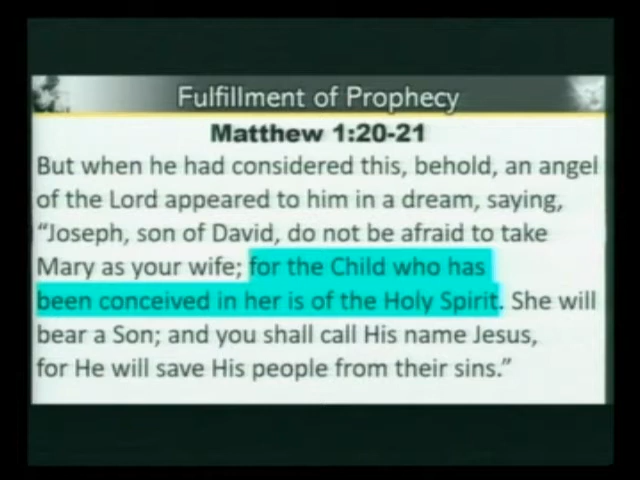 Fulfillment of Prophecy
Matthew 1:20-21
But when he had considered this, behold, an angel
of the Lord appeared to him in a dream, saying,
“Joseph, son of David, do not be afraid to take
Mary as your wife; for the Child who has
been conceived in her is of the Holy Spirit. She will
bear a Son; and you shall call His name Jesus,
for He will save His people from their sins.”